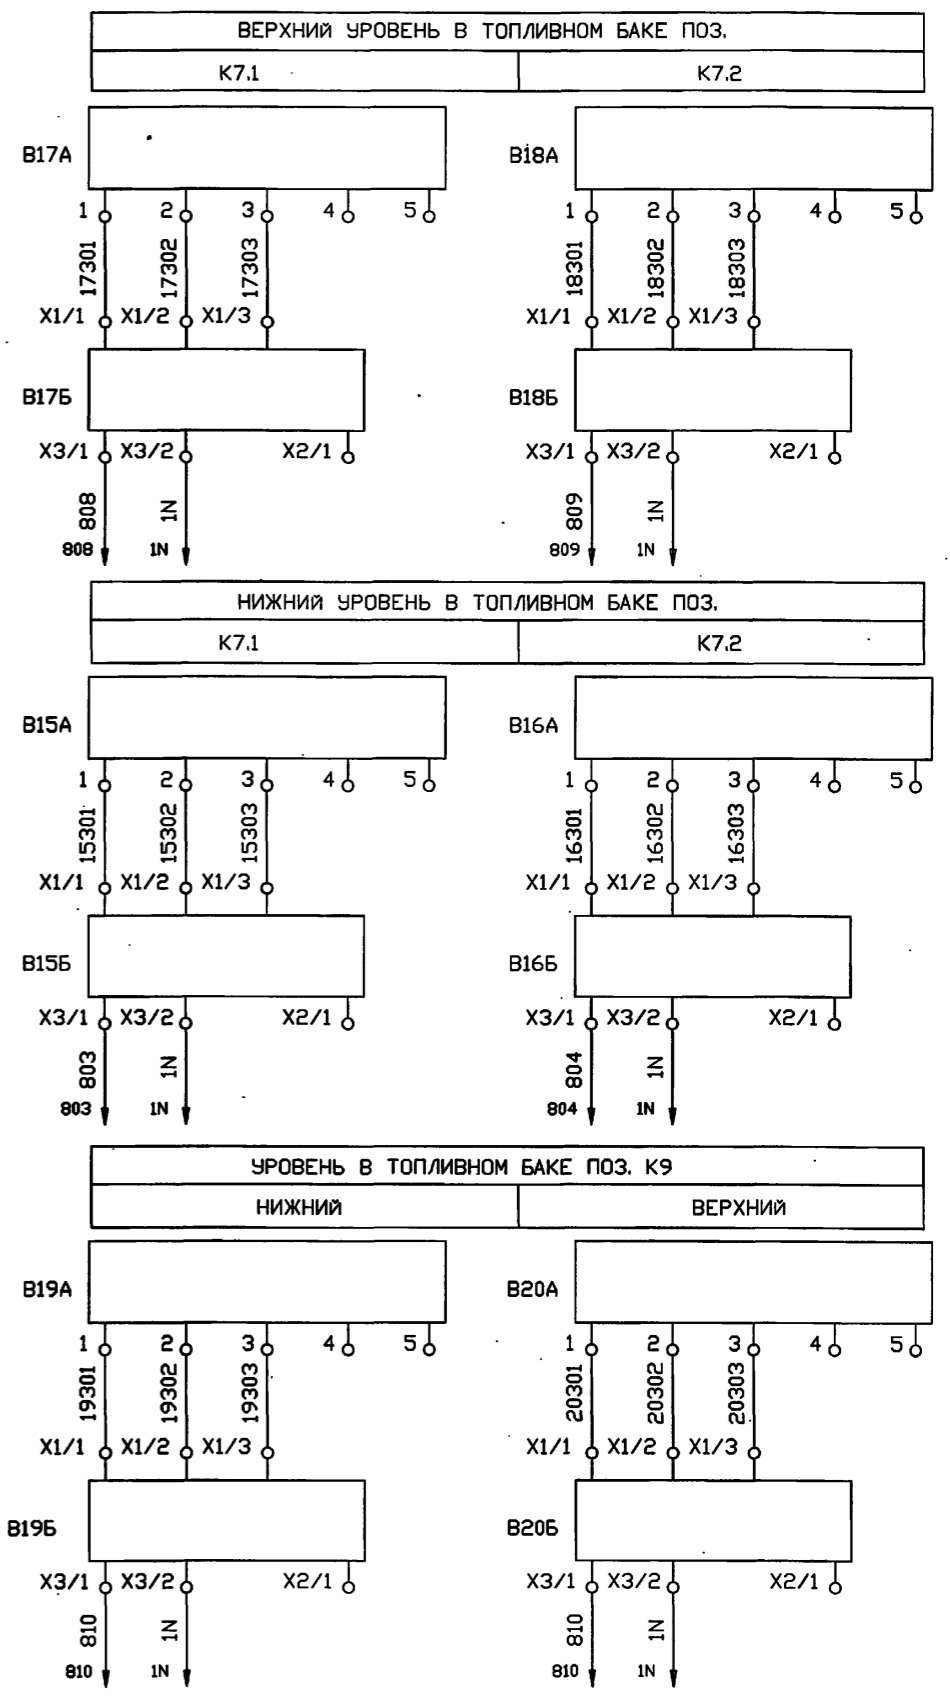 ВЕРХНИЙ УРОВЕНЬ В ТОПЛИВНОМ БАКЕ ПОЗ.
К7.1 К7.2
В17А В18А
1 2 3 4 5 1 2 3 4 5
17301 17302 17303 18301 18302 18303
X1/1 X1/2 X1/3 X1/1 X1/2 X1/3
В17Б В18Б
X3/1 X3/2 X2/1 X3/1 X3/2 X2/1
808 1N 809 1N
808 1N 809 1N
НИЖНИЙ УРОВЕНЬ В ТОПЛИВНОМ БАКЕ ПОЗ.
К7.1 К7.2
В15А В16А
1 2 3 4 5 1 2 3 4 5
15301 15302 15303 16301 16302 16303
X1/1 X1/2 X1/3 X1/1 X1/2 X1/3
В15Б В16Б
X3/1 X3/2 X2/1 X3/1 X3/2 X2/1
803 1N 804 1N
803 1N 804 1N
УРОВЕНЬ В ТОПЛИВНОМ БАКЕ ПОЗ. К9
НИЖНИЙ ВЕРХНИЙ
В19А В20А
1 2 3 4 5 1 2 3 4 5
19301 19302 19303 20301 20302 20303
X1/1 X1/2 X1/3 X1/1 X1/2 X1/3
В19Б В20Б
X3/1 X3/2 X2/1 X3/1 X3/2 X2/1
810 1N 810 1N
810 1N 810 1N